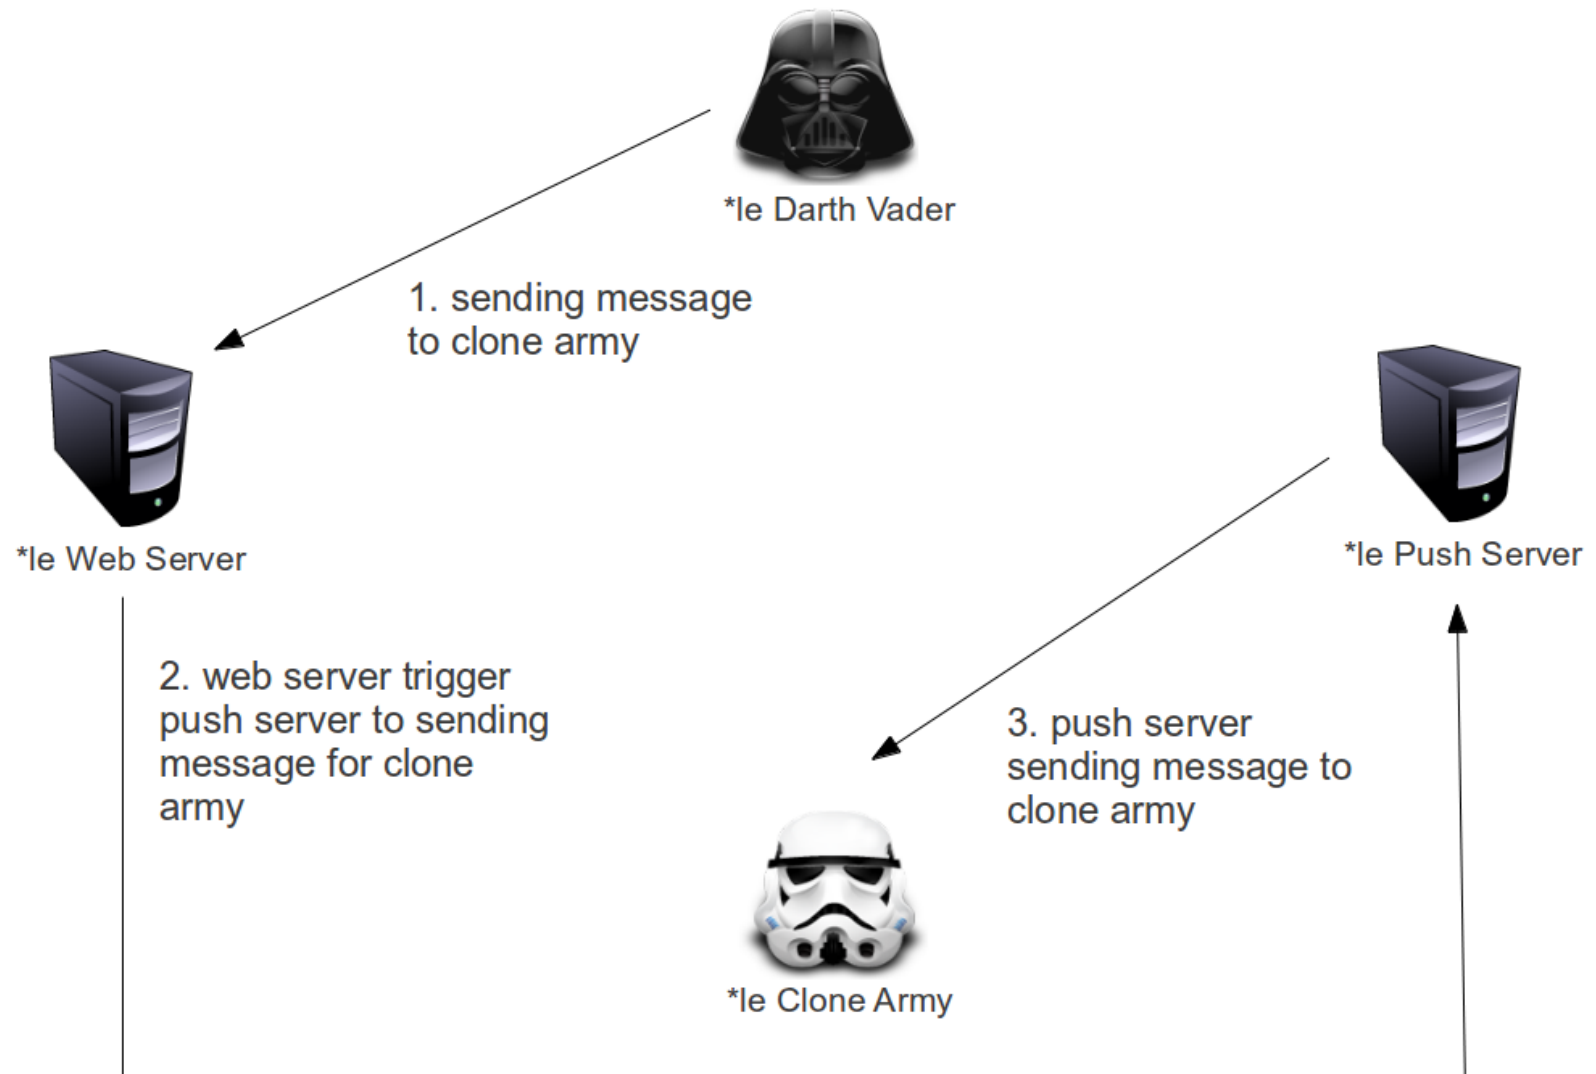 *le Darth Vader
1. sending message
to clone army
*le Web Server
*le Push Server
2. web server trigger
push server to sending
message for clone
army
3. push server
sending message to
clone army
*le Clone Army